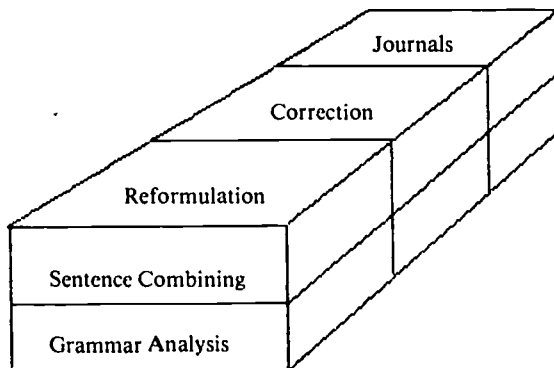 Journals
Correction
Reformulation
Sentence Combining
Grammar Analysis